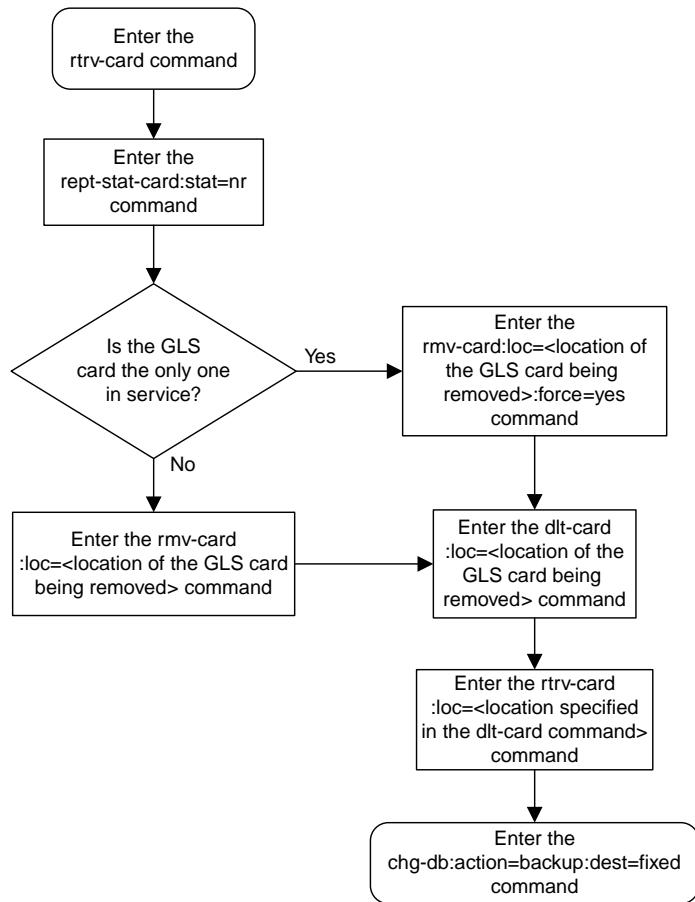 Enter the
rtrv-card command
Enter the
rept-stat-card:stat=nr
command
Is the GLS
card the only one
in service?
Yes
Enter the
rmv-card:loc=<location of
the GLS card being
removed>:force=yes
command
No
Enter the rmv-card
:loc=<location of the GLS card
being removed> command
Enter the dlt-card
:loc=<location of the
GLS card being
removed> command
Enter the rtrv-card
:loc=<location specified
in the dlt-card command>
command
Enter the
chg-db:action=backup:dest=fixed
command